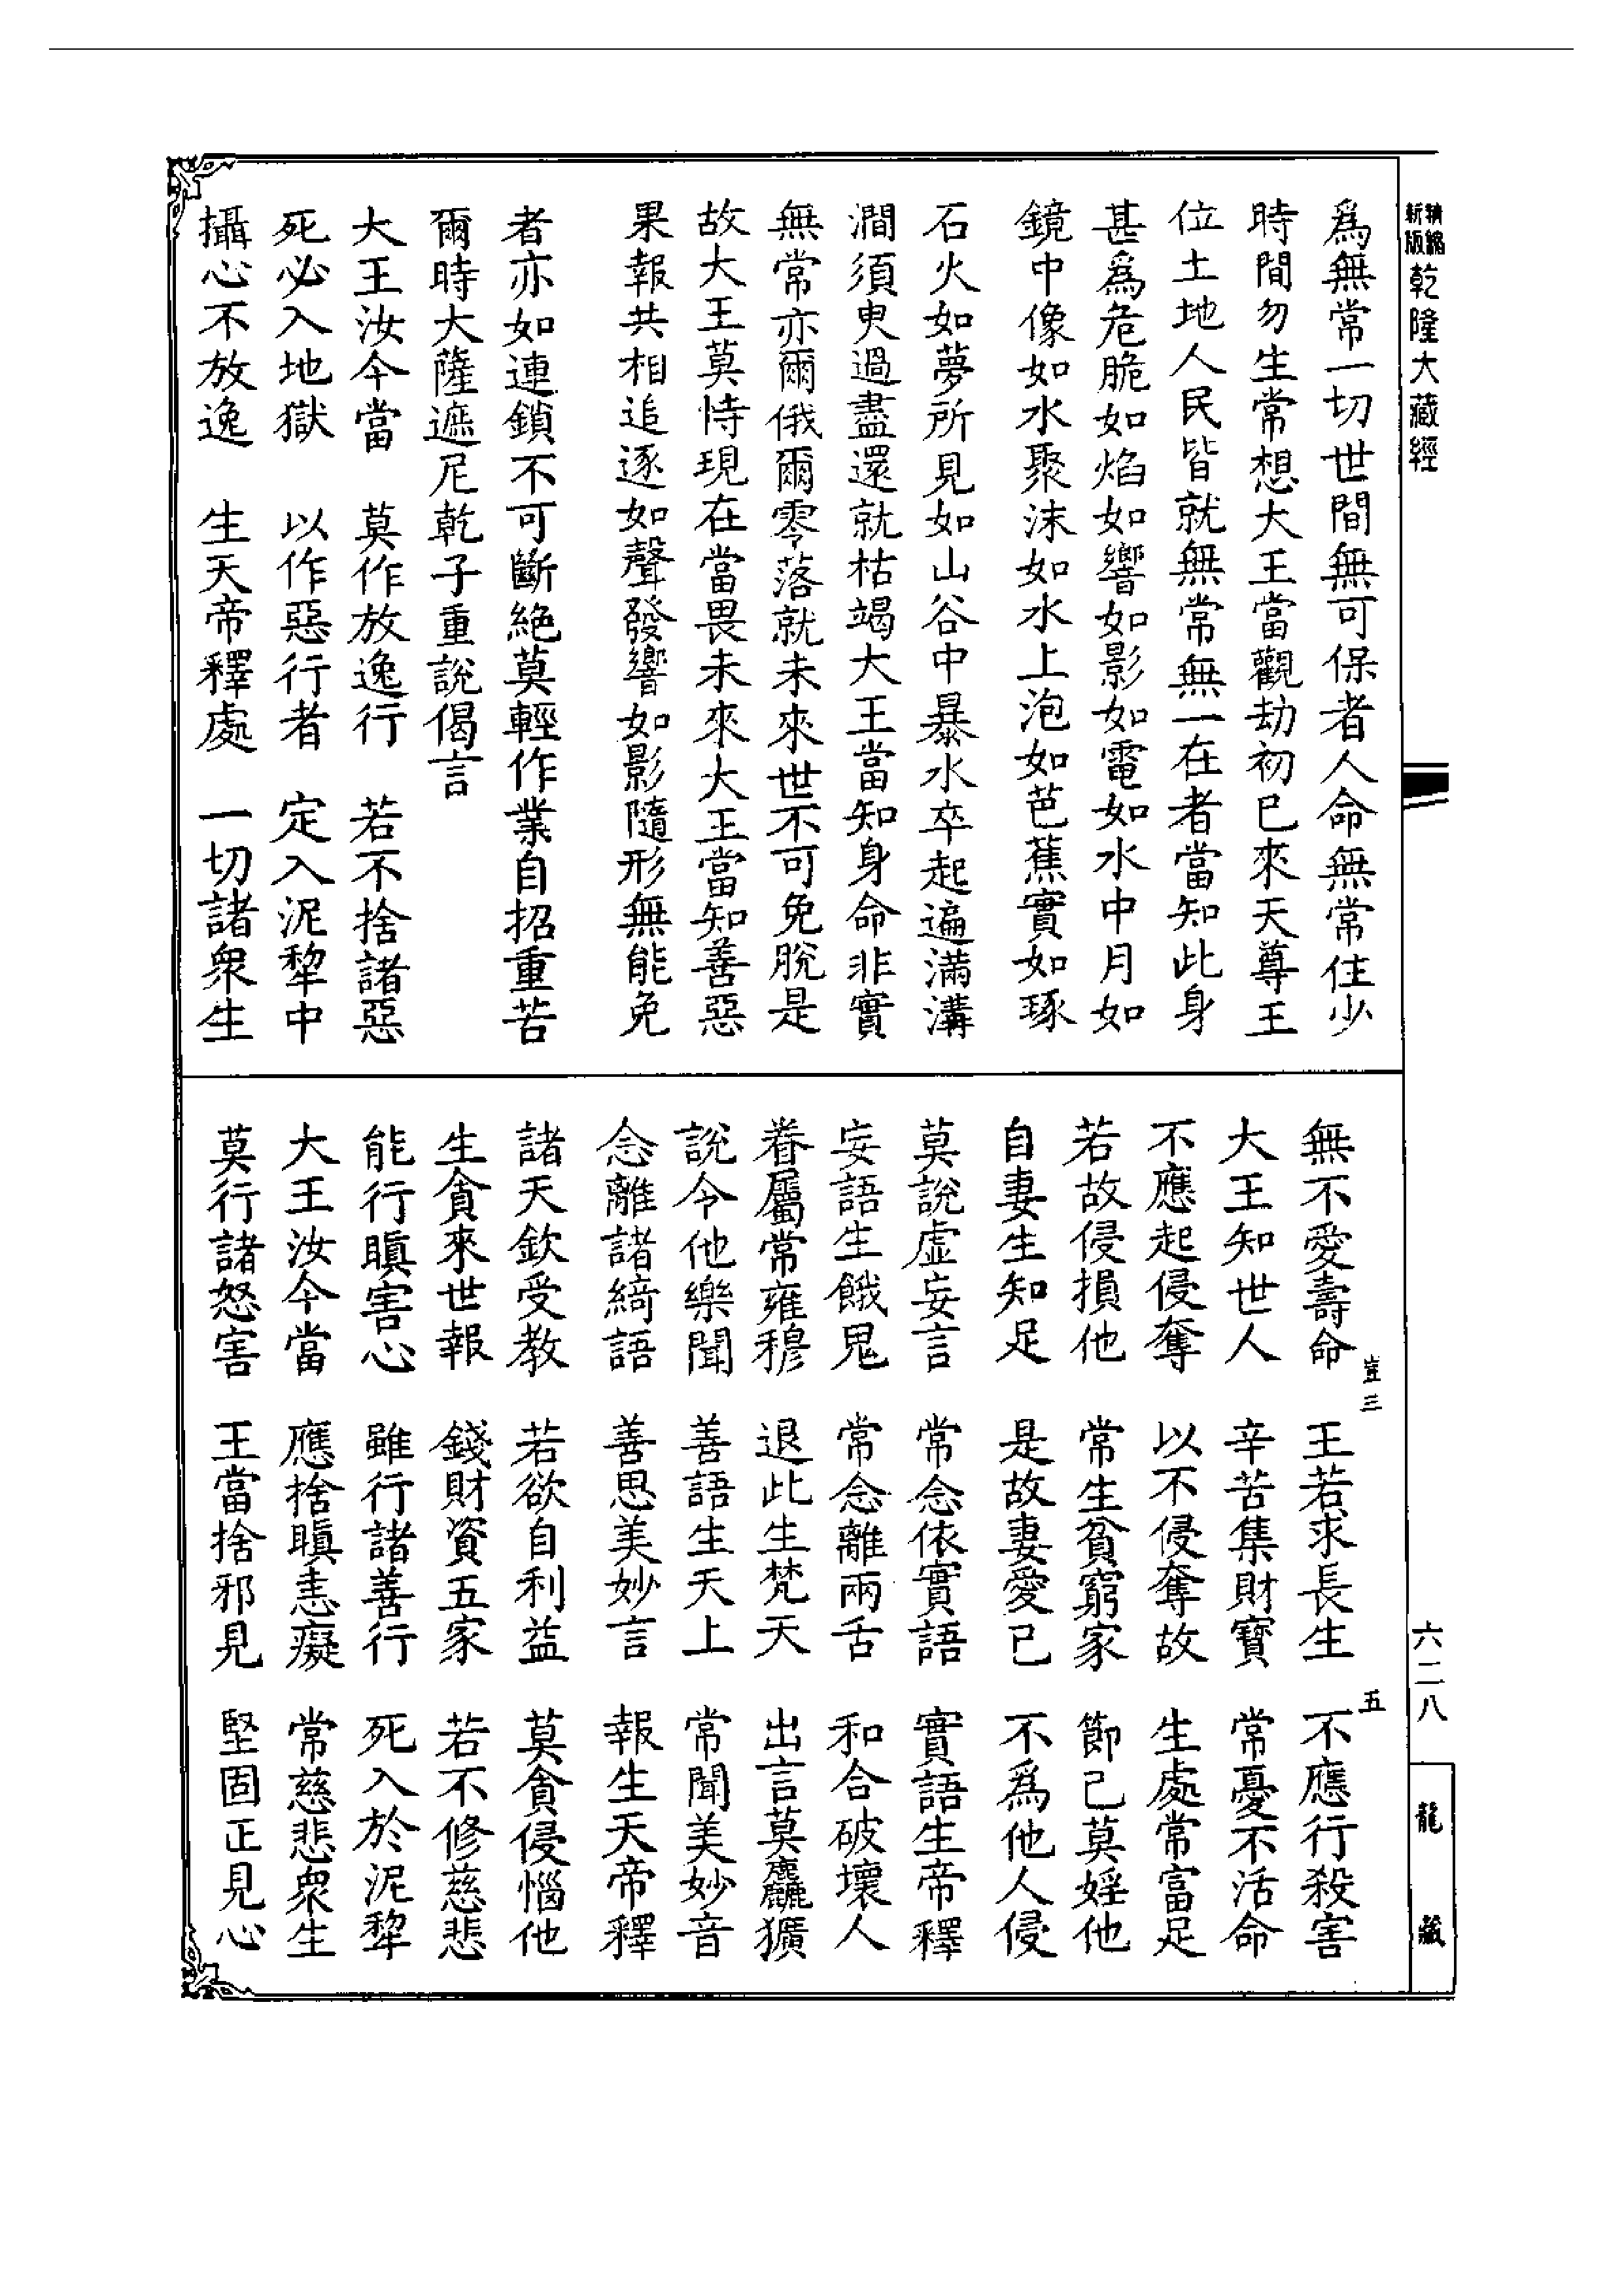 精縮新版乾隆大藏經
爲無常一切世間無可保者人命無常住少
時間勿生常想大王當觀劫初已來天尊王
位土地人民皆就無常無一在者當知此身
甚爲危脆如焰如響如影如電如水中月如
鏡中像如水聚沫如水上泡如芭蕉實如琢
石火如夢所見如山谷中暴水卒起遍滿溝
澗須臾過盡還就枯竭大王當知身命非實
無常亦爾俄爾零落就未來世不可免脫是
故大王莫恃現在當畏未來大王當知善惡
果報共相追逐如聲發響如影隨形無能免
者亦如連鎖不可斷絶莫輕作業自招重苦
爾時大薩遮尼乾子重說偈言
大王汝今當 莫作放逸行 若不捨諸惡
死必入地獄 以作惡行者 定入泥犂中
攝心不放逸 生天帝釋處 一切諸衆生
無不愛壽命 王若求長生 不應行殺害
大王知世人 辛苦集財寶 常憂不活命
不應起侵奪 以不侵奪故 生處常富足
若故侵損他 常生貧窮家 節己莫婬他
自妻生知足 是故妻愛己 不爲他人侵
莫說虛妄言 常念依實語 實語生帝釋
妄語生餓鬼 常念離兩舌 和合破壞人
眷屬常雍穆 退此生梵天 出言莫麤獷
說令他樂聞 善語生天上 常聞美妙音
念離諸綺語 善思美妙言 報生天帝釋
諸天欽受教 若欲自利益 莫貪侵惱他
生貪來世報 錢財資五家 若不修慈悲
能行瞋害心 雖行諸善行 死入於泥犂
大王汝今當 應捨瞋恚癡 常慈悲衆生
莫行諸怒害 王當捨邪見 堅固正見心
豈三 五
六二八
龍藏